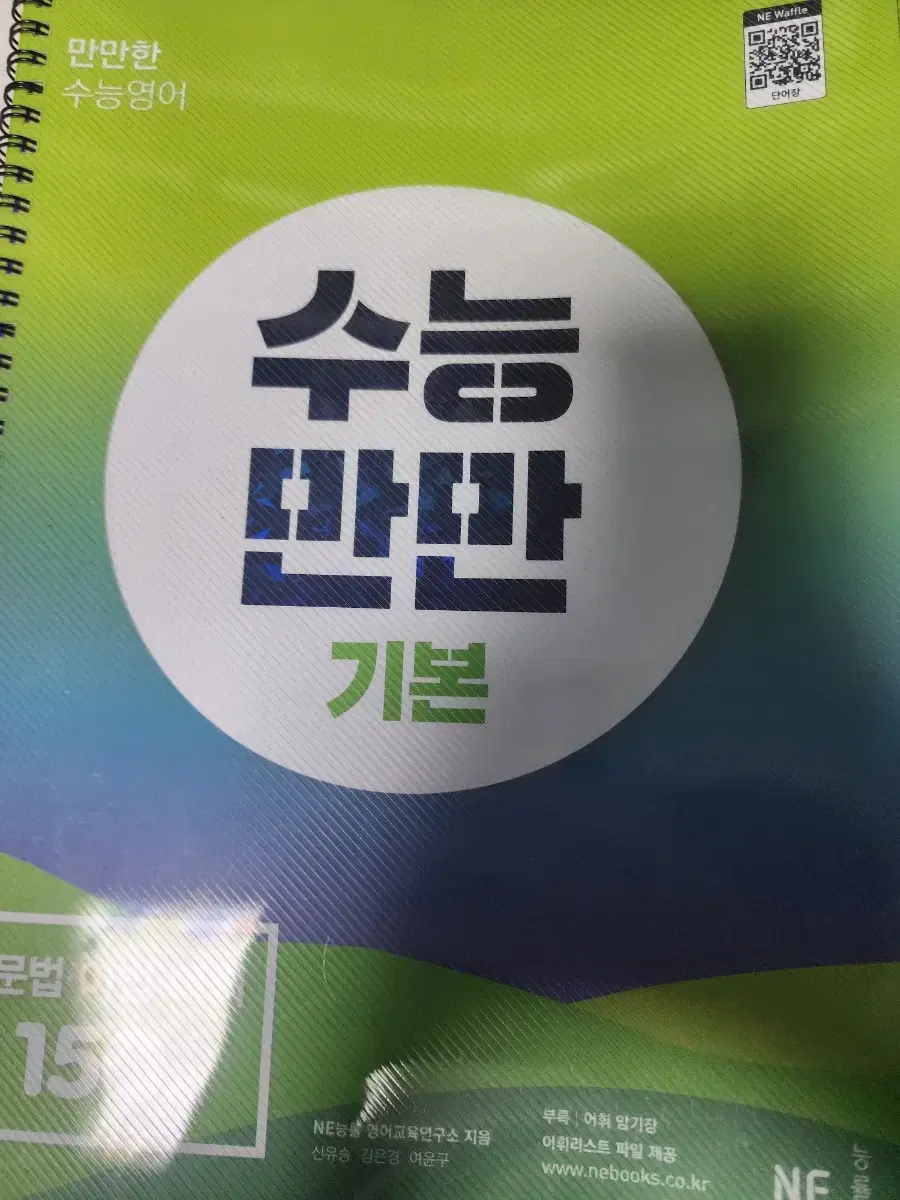 만만한
수능영어
NE Waffle
단어장
수능
만만
기본
문법
15
NE능률 영어교육연구소 지음
신유승 김은경 여윤구
부록 | 어휘 암기장
어휘리스트 파일 제공
www.nebooks.co.kr
NE